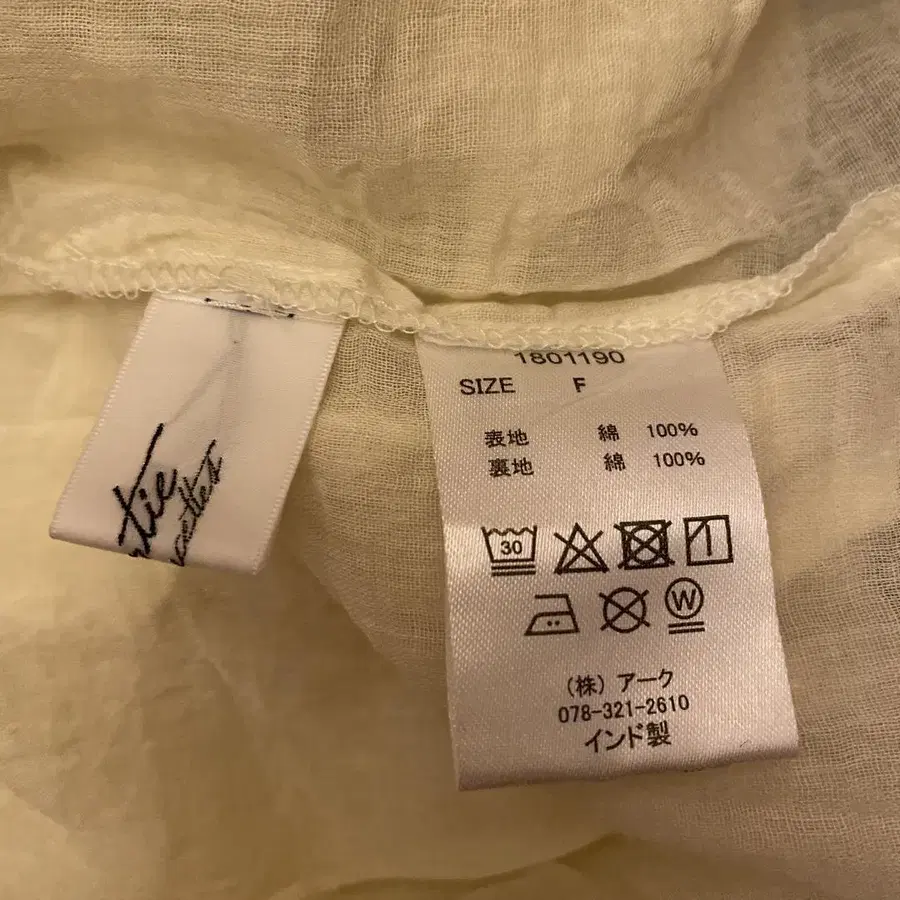 1801190
SIZE F
表地 綿 100%
裏地 綿 100%
30
W
(株) アーク
078-321-2610
インド製